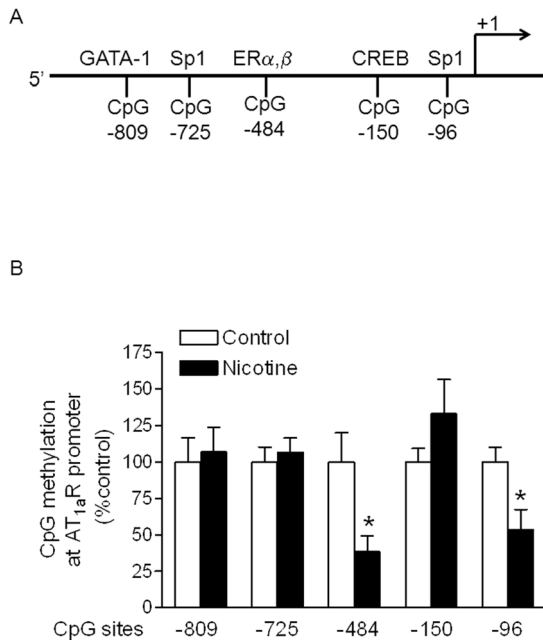 A
+1
GATA-1 Sp1 ERα,β CREB Sp1
5’
CpG CpG CpG CpG CpG
-809 -725 -484 -150 -96
B
Control
Nicotine
CpG methylation
at AT1aR promoter
(%control)
175
150
125
100
75
50
25
0
* *
CpG sites -809 -725 -484 -150 -96